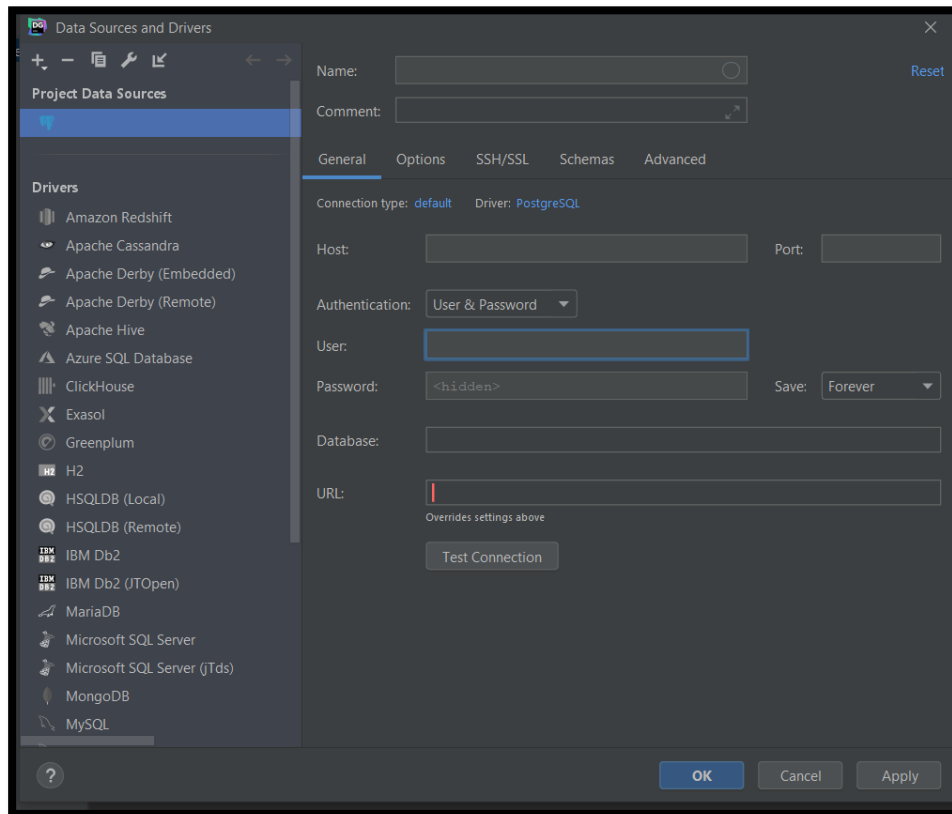 DG Data Sources and Drivers
Project Data Sources
Drivers
Amazon Redshift
Apache Cassandra
Apache Derby (Embedded)
Apache Derby (Remote)
Apache Hive
Azure SQL Database
ClickHouse
Exasol
Greenplum
H2 H2
HSQLDB (Local)
HSQLDB (Remote)
IBM DB2 IBM Db2
IBM DB2 IBM Db2 (JTOpen)
MariaDB
Microsoft SQL Server
Microsoft SQL Server (jTds)
MongoDB
MySQL
Name:
Reset
Comment:
General Options SSH/SSL Schemas Advanced
Connection type: default Driver: PostgreSQL
Host: Port:
Authentication: User & Password
User:
Password: <hidden> Save: Forever
Database:
URL:
Overrides settings above
Test Connection
? OK Cancel Apply